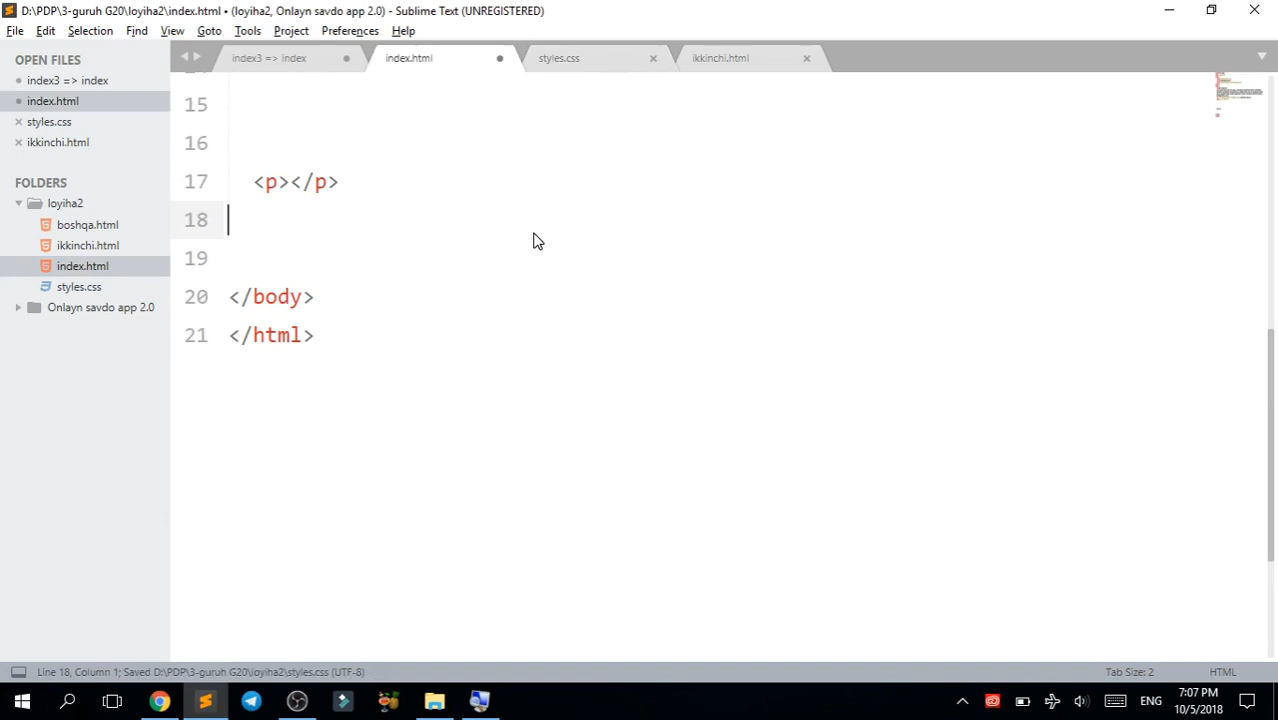 D:\PDP\3-guruh G20\loyiha2\index.html • (loyiha2, Onlayn savdo app 2.0) - Sublime Text (UNREGISTERED)
File Edit Selection Find View Goto Tools Project Preferences Help
OPEN FILES
index3 => index
index.html
styles.css
ikkinchi.html
FOLDERS
loyiha2
boshqa.html
ikkinchi.html
index.html
styles.css
Onlayn savdo app 2.0
index3 => index
index.html
styles.css
ikkinchi.html
15
16
17 <p></p>
18
19
20 </body>
21 </html>
Line 18, Column 1; Saved D:\PDP\3-guruh G20\loyiha2\styles.css (UTF-8)
Tab Size: 2
HTML
ENG
7:07 PM
10/5/2018